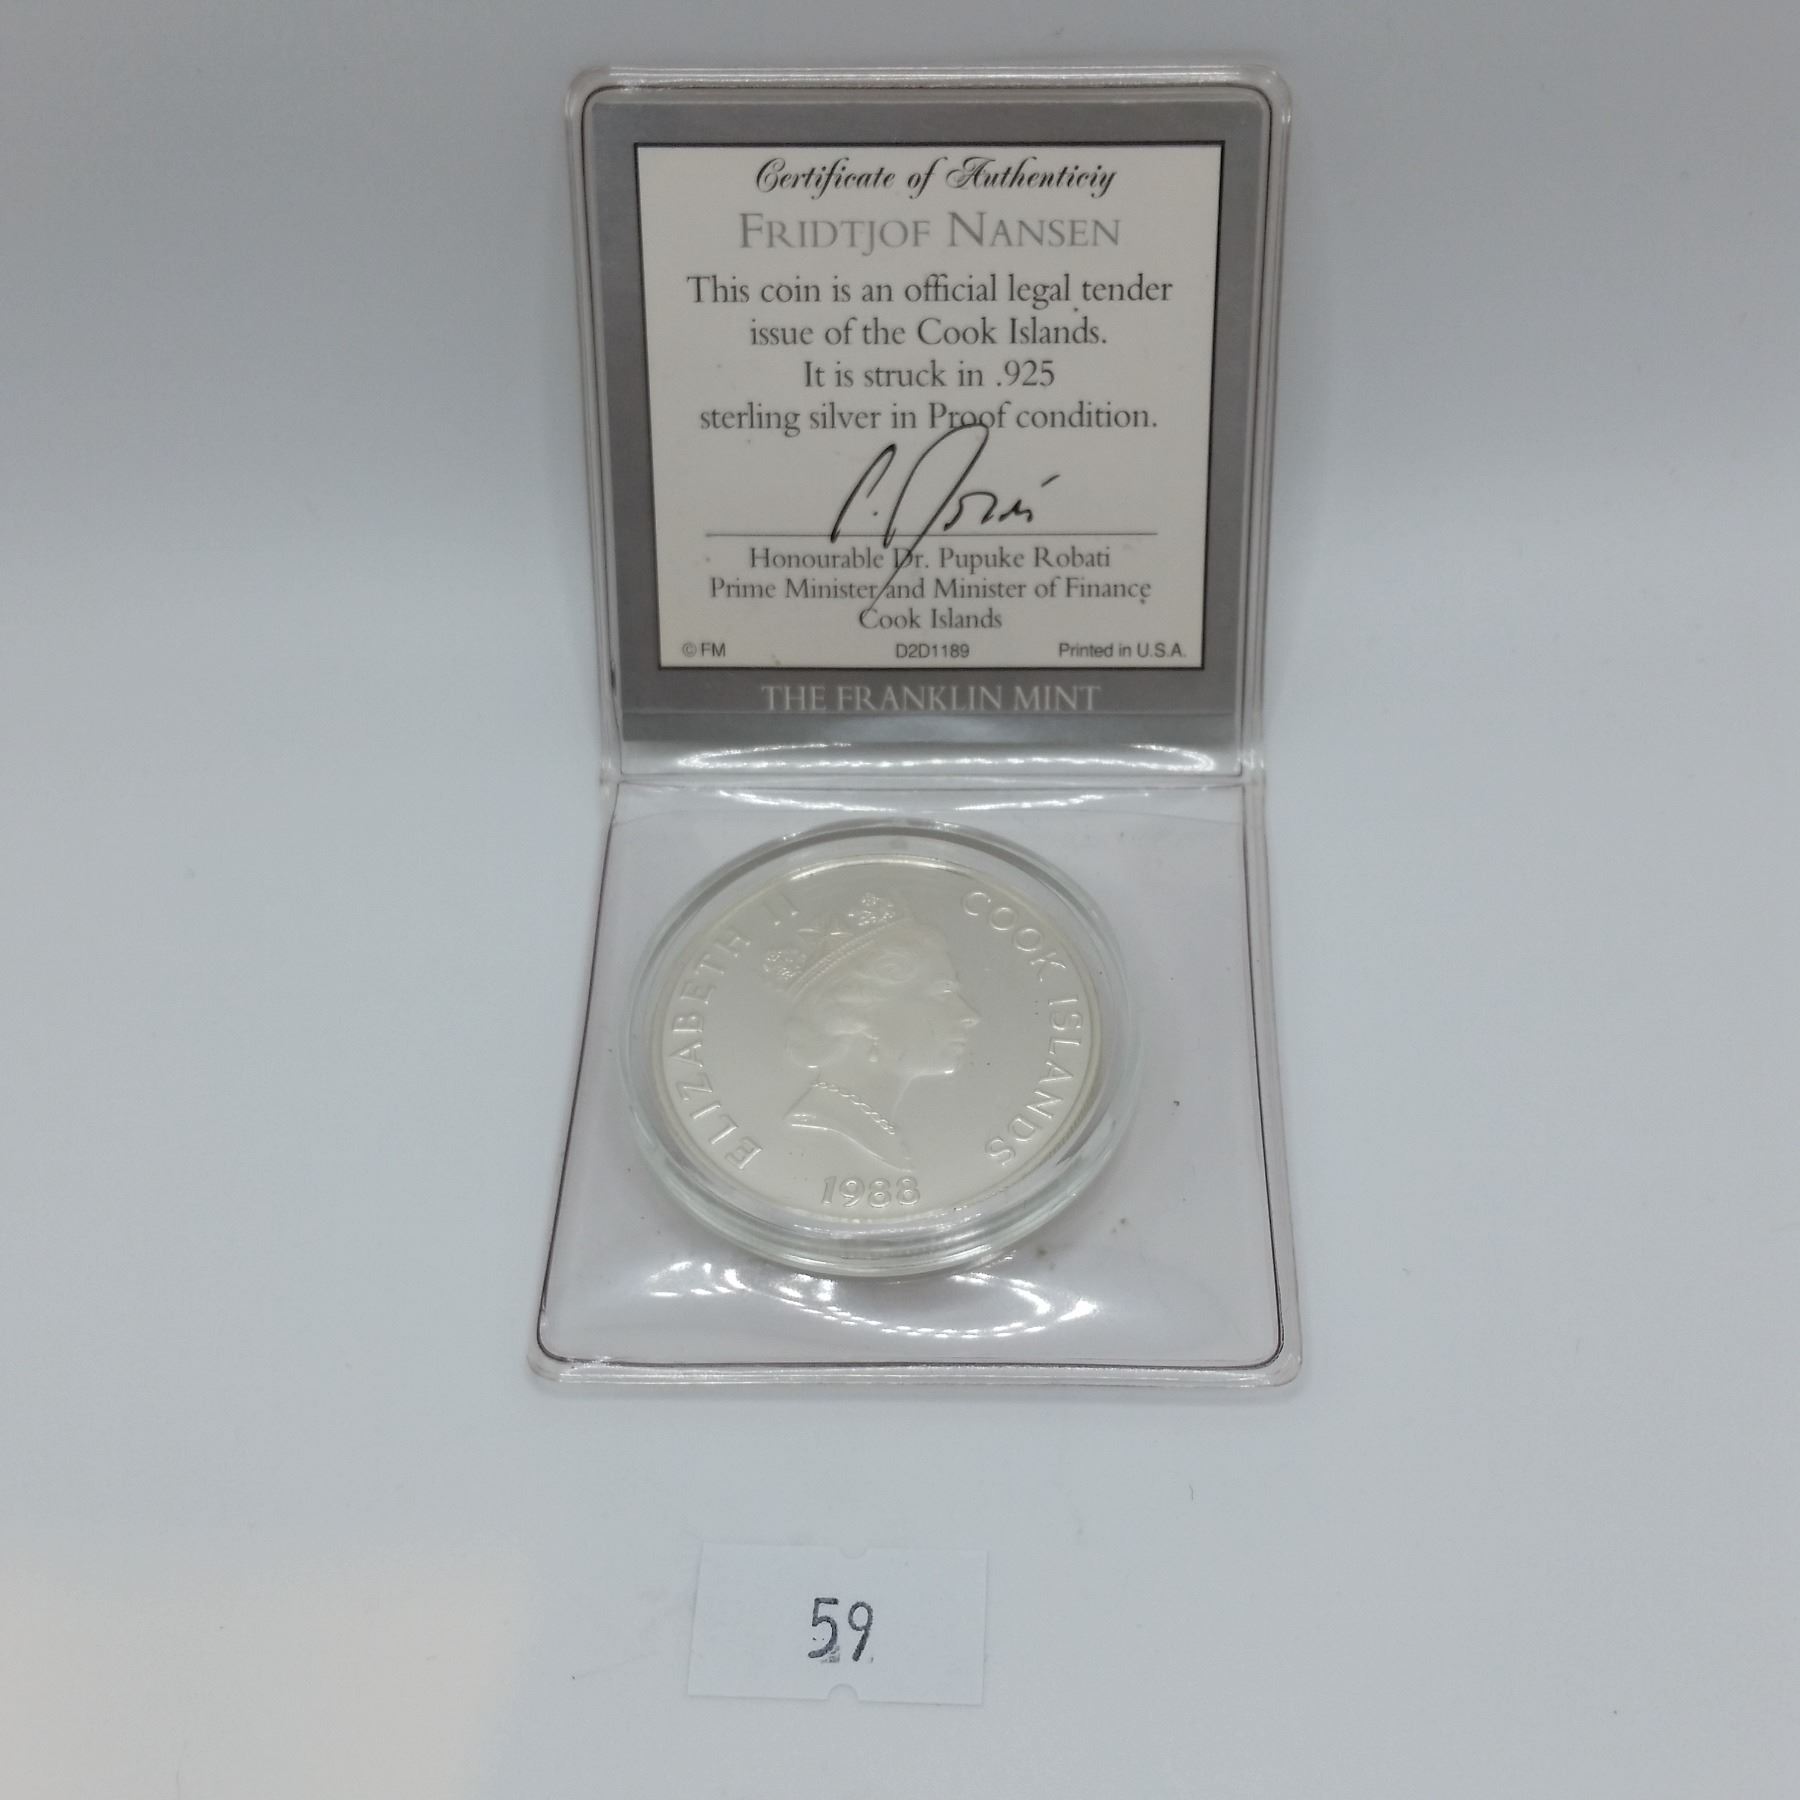 Certificate of Authenticiy
FRIDTJOF NANSEN
This coin is an official legal tender
issue of the Cook Islands.
It is struck in .925
sterling silver in Proof condition.
Honourable Dr. Pupuke Robati
Prime Minister and Minister of Finance
Cook Islands
© FM D2D1189 Printed in U.S.A.
THE FRANKLIN MINT
ELIZABETH II COOK ISLANDS
1988
59